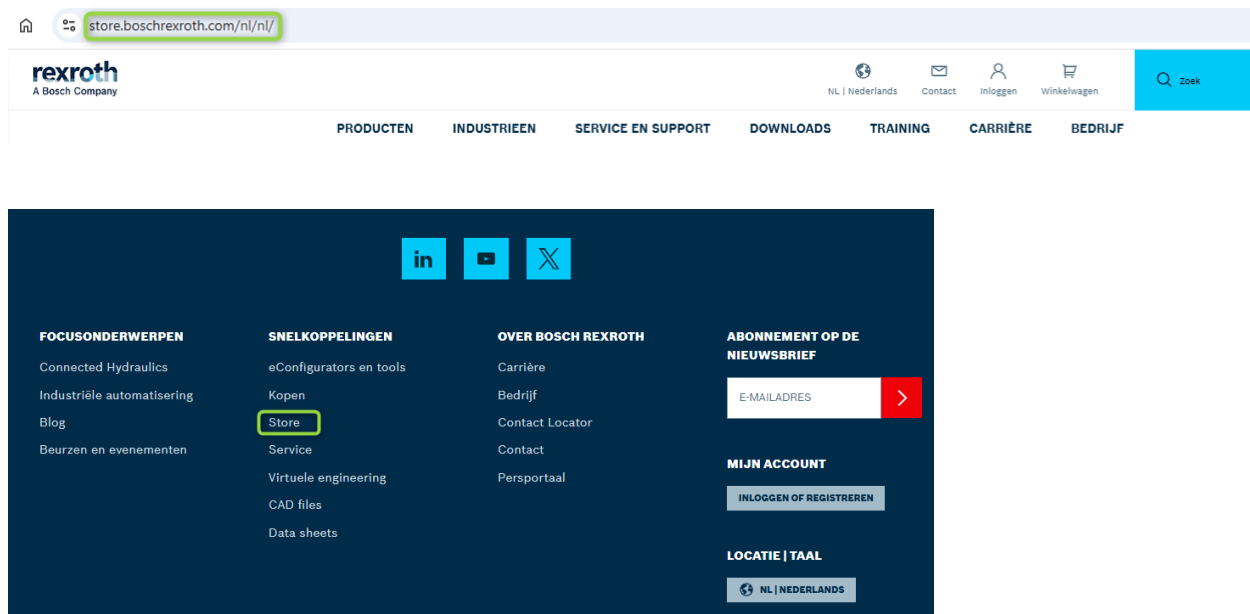 store.boschrexroth.com/nl/nl/
rexroth
A Bosch Company
NL | Nederlands
Contact
Inloggen
Winkelwagen
Zoek
PRODUCTEN
INDUSTRIEEN
SERVICE EN SUPPORT
DOWNLOADS
TRAINING
CARRIÈRE
BEDRIJF
in
X
FOCUSONDERWERPEN
Connected Hydraulics
Industriële automatisering
Blog
Beurzen en evenementen
SNELKOPPELINGEN
eConfigurators en tools
Kopen
Store
Service
Virtuele engineering
CAD files
Data sheets
OVER BOSCH REXROTH
Carrière
Bedrijf
Contact Locator
Contact
Persportaal
ABONNEMENT OP DE
NIEUWSBRIEF
E-MAILADRES
MIJN ACCOUNT
INLOGGEN OF REGISTREREN
LOCATIE | TAAL
NL | NEDERLANDS